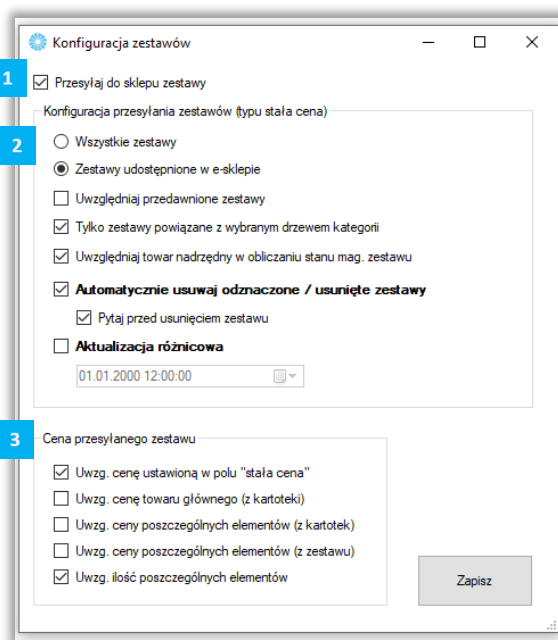 Konfiguracja zestawów
1
Przesyłaj do sklepu zestawy
Konfiguracja przesyłania zestawów (typu stała cena)
2
Wszystkie zestawy
Zestawy udostępnione w e-sklepie
Uwzględniaj przedawnione zestawy
Tylko zestawy powiązane z wybranym drzewem kategorii
Uwzględniaj towar nadrzędny w obliczaniu stanu mag. zestawu
Automatycznie usuwaj odznaczone / usunięte zestawy
Pytaj przed usunięciem zestawu
Aktualizacja różnicowa
01.01.2000 12:00:00
3
Cena przesyłanego zestawu
Uwzg. cenę ustawioną w polu "stała cena"
Uwzg. cenę towaru głównego (z kartoteki)
Uwzg. ceny poszczególnych elementów (z kartotek)
Uwzg. ceny poszczególnych elementów (z zestawu)
Uwzg. ilość poszczególnych elementów
Zapisz